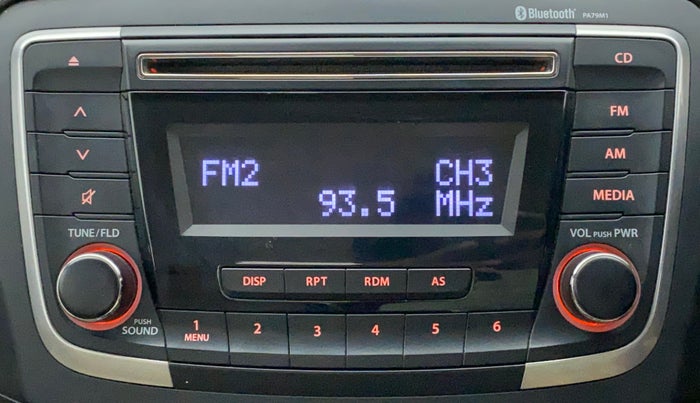 Bluetooth PA79M1
CD
FM
AM
MEDIA
FM2 CH3
93.5 MHz
TUNE/FLD
VOL PUSH PWR
DISP RPT RDM AS
PUSH
SOUND
1 2 3 4 5 6
MENU